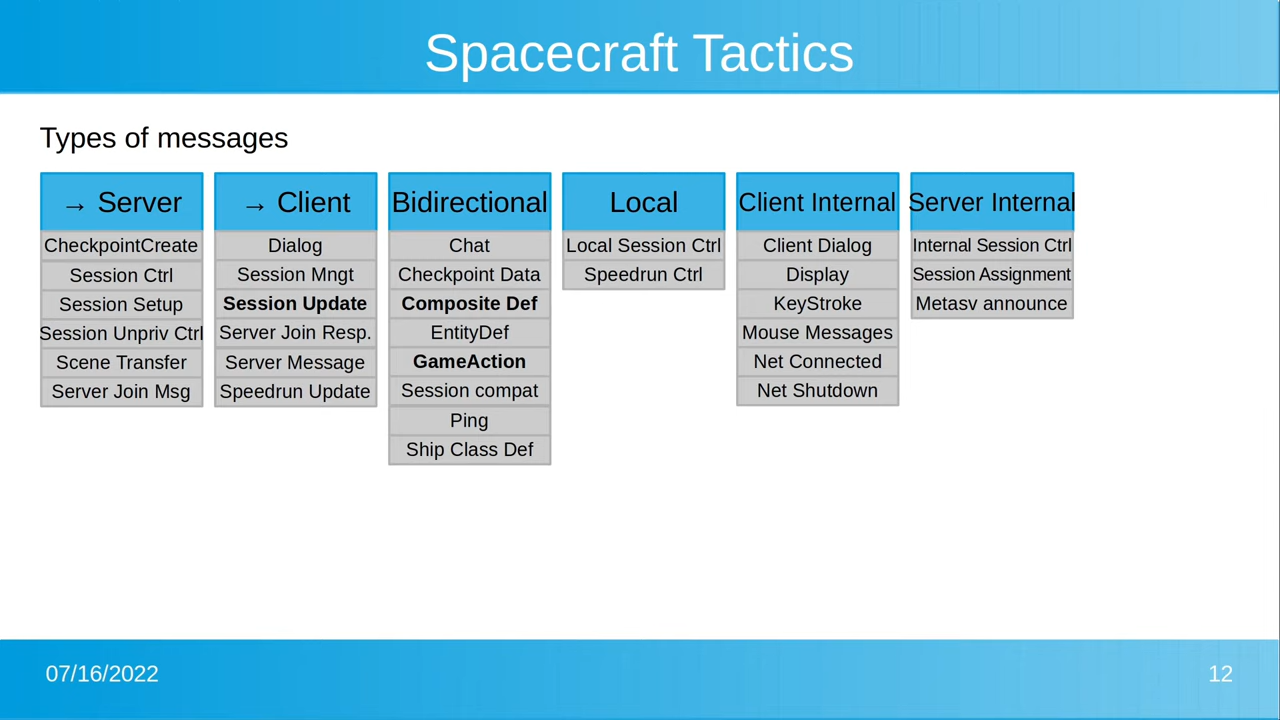 Spacecraft Tactics
Types of messages
→ Server
CheckpointCreate
Session Ctrl
Session Setup
Session Unpriv Ctrl
Scene Transfer
Server Join Msg
→ Client
Dialog
Session Mngt
Session Update
Server Join Resp.
Server Message
Speedrun Update
Bidirectional
Chat
Checkpoint Data
Composite Def
EntityDef
GameAction
Session compat
Ping
Ship Class Def
Local
Local Session Ctrl
Speedrun Ctrl
Client Internal
Client Dialog
Display
KeyStroke
Mouse Messages
Net Connected
Net Shutdown
Server Internal
Internal Session Ctrl
Session Assignment
Metasv announce
07/16/2022
12